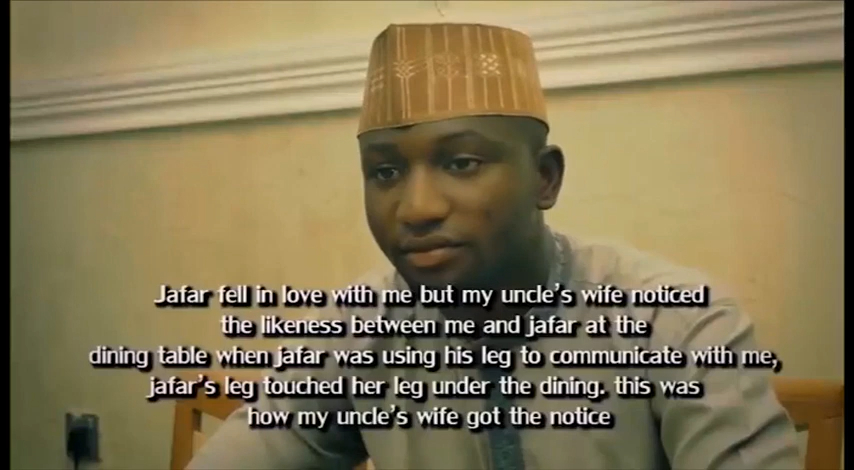 Jafar fell in love with me but my uncle's wife noticed
the likeness between me and jafar at the
dining table when jafar was using his leg to communicate with me,
jafar's leg touched her leg under the dining. this was
how my uncle's wife got the notice